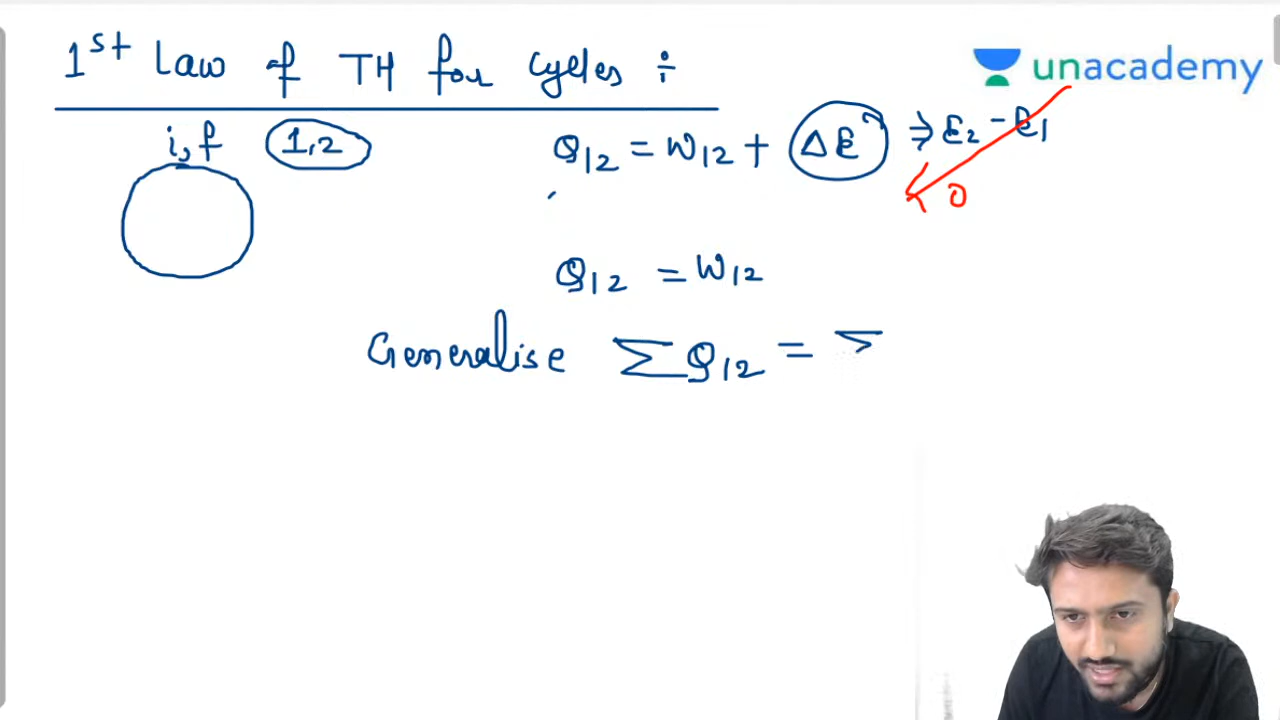 1st Law of TH for cycles ÷
unacademy
i,f 1,2 Q12 = W12 + ΔE ⇒ E2 - E1
0
Q12 = W12
Generalise ΣQ12 = Σ